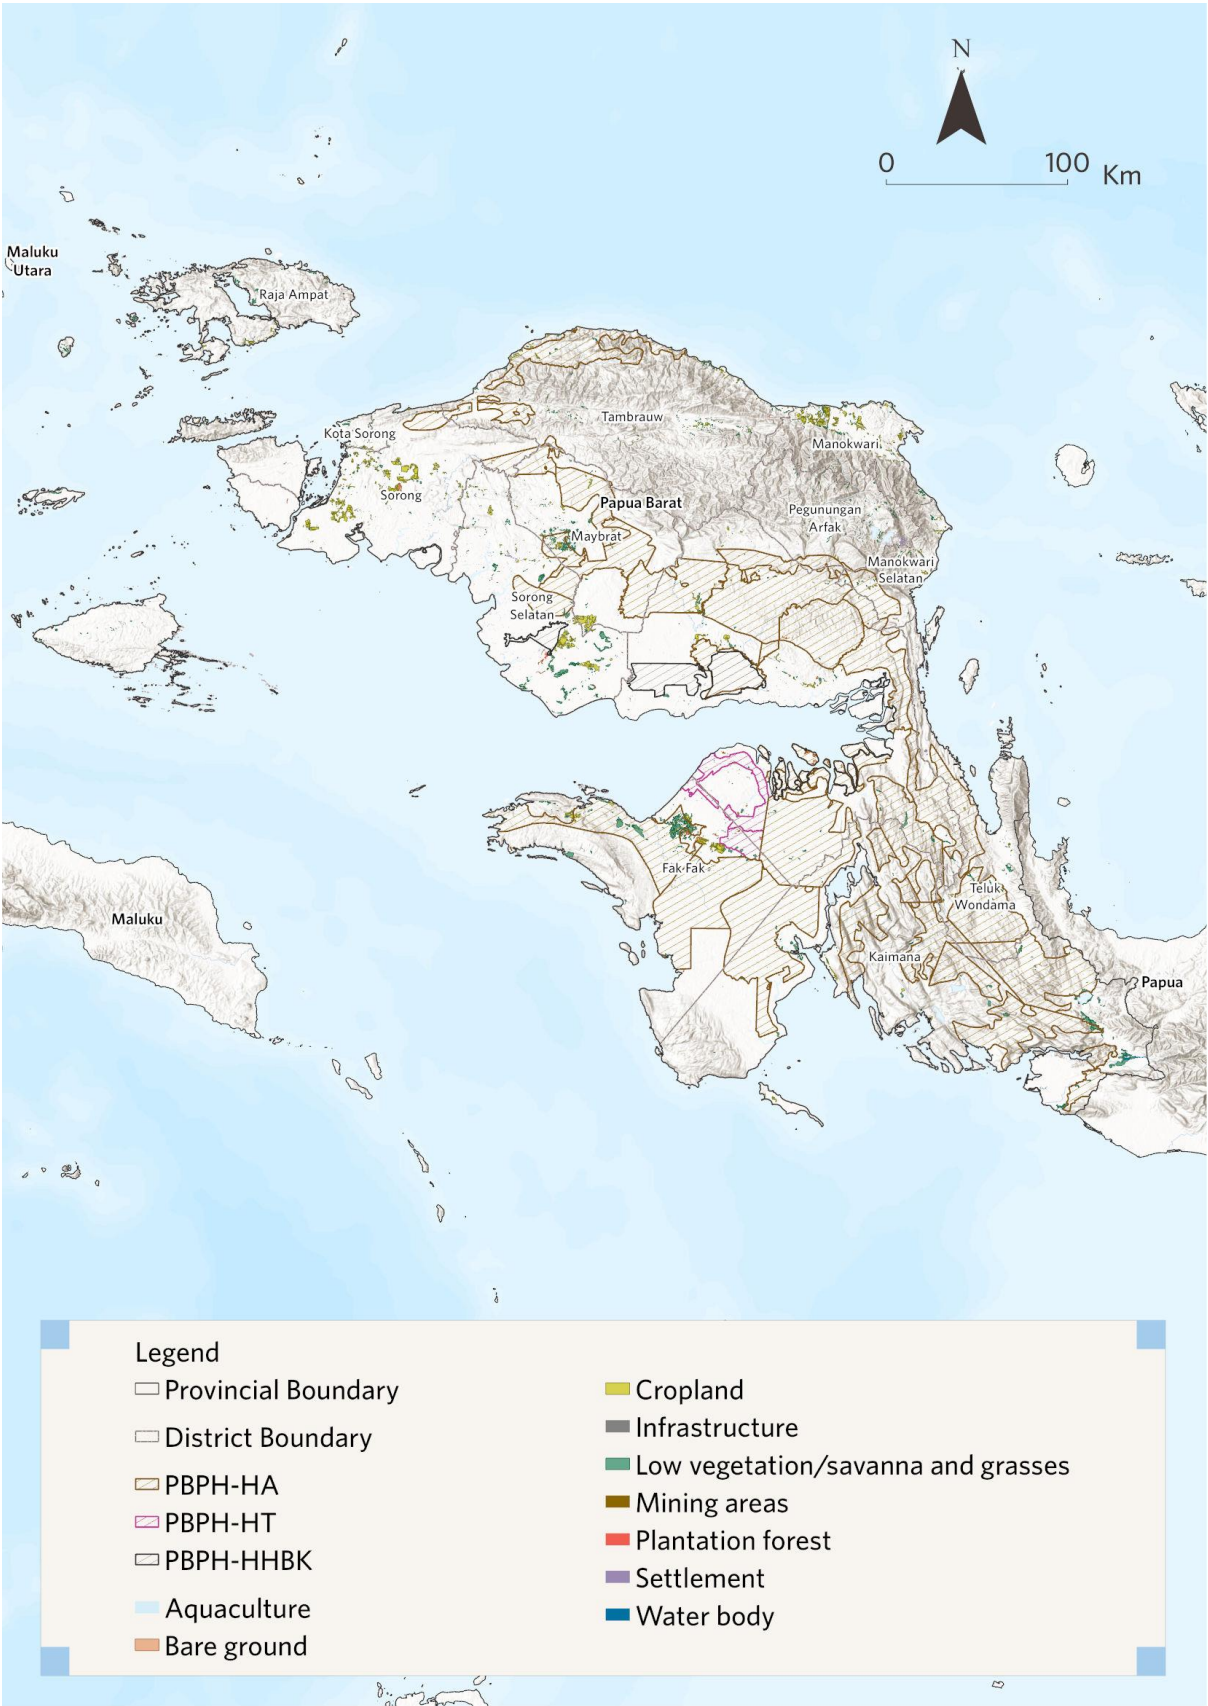 N
0 100 Km
Maluku
Utara
Raja Ampat
Kota Sorong
Tambrauw
Manokwari
Sorong
Papua Barat
Pegunungan
Arfak
Maybrat
Manokwari
Selatan
Sorong
Selatan
Fak-Fak
Teluk
Wondama
Maluku
Kaimana
Papua
Legend
Provincial Boundary
District Boundary
PBPH-HA
PBPH-HT
PBPH-HHBK
Aquaculture
Bare ground
Cropland
Infrastructure
Low vegetation/savanna and grasses
Mining areas
Plantation forest
Settlement
Water body